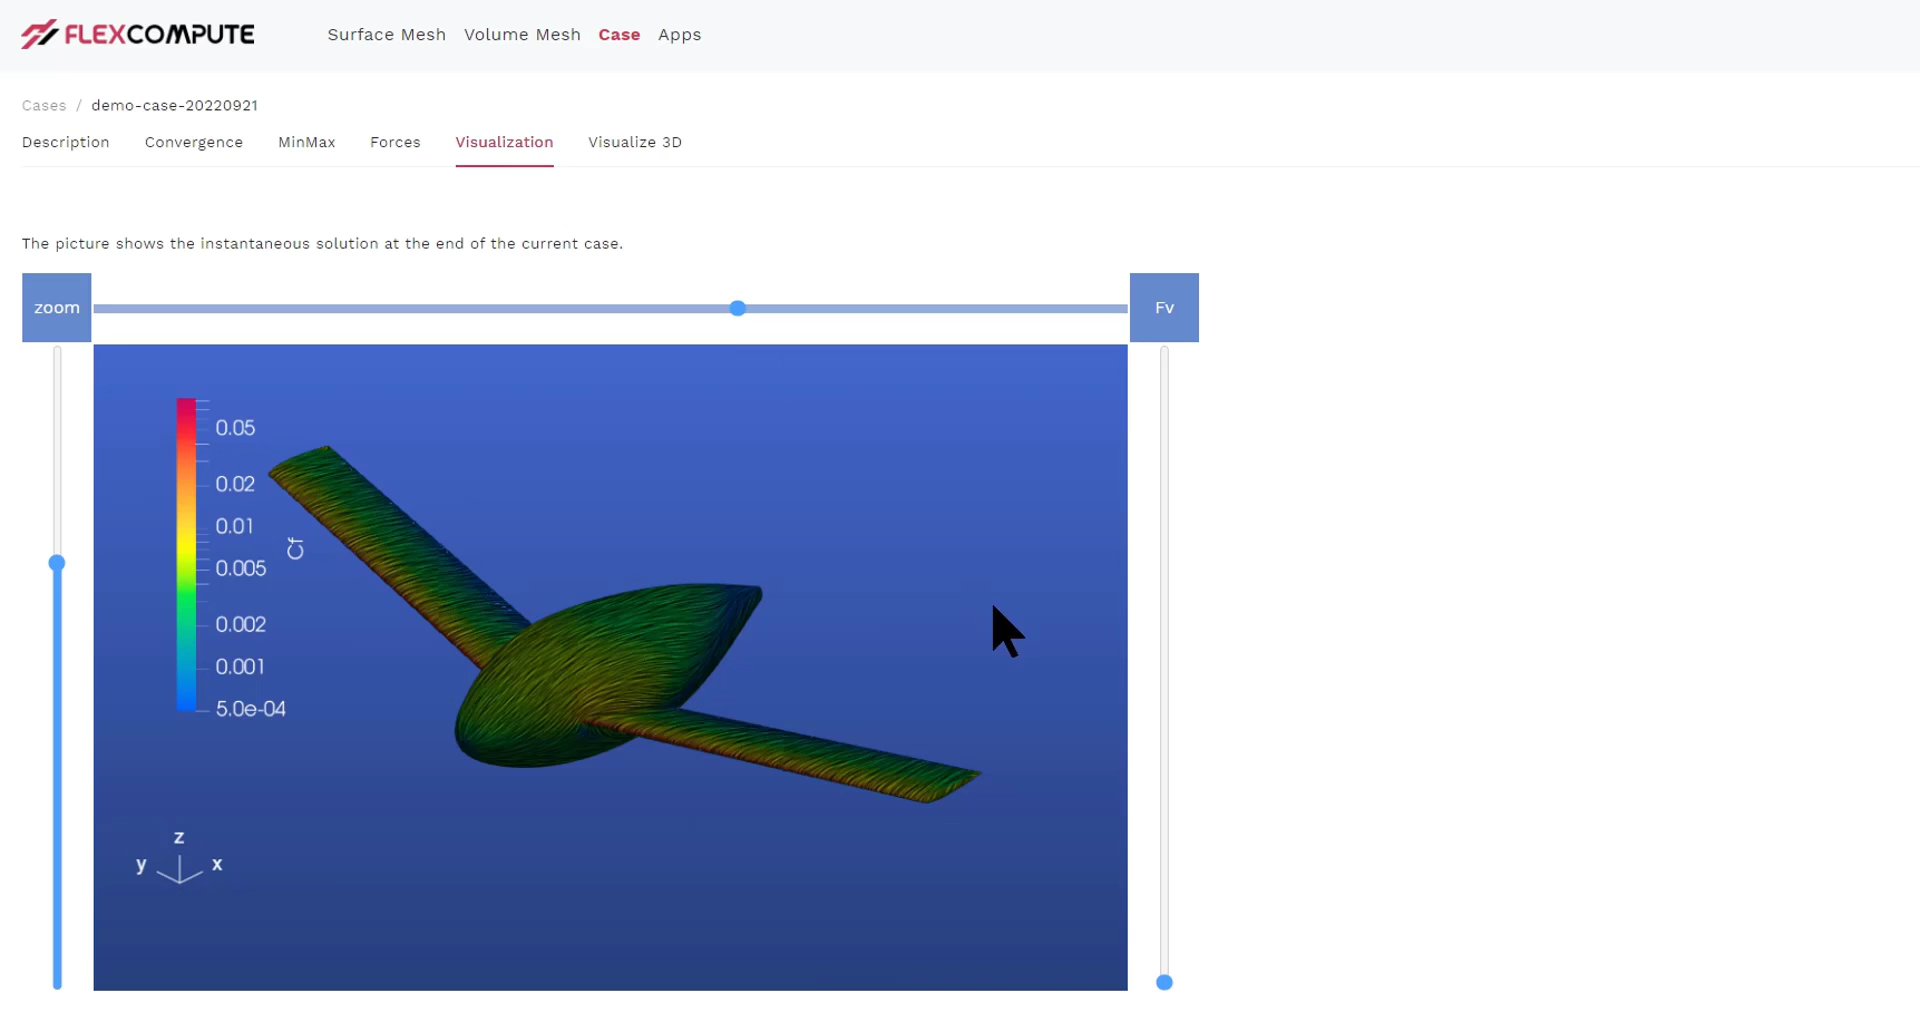 FLEXCOMPUTE
Surface Mesh Volume Mesh Case Apps
Cases / demo-case-20220921
Description Convergence MinMax Forces Visualization Visualize 3D
The picture shows the instantaneous solution at the end of the current case.
zoom
Fv
0.05
0.02
0.01
0.005
0.002
0.001
5.0e-04
Cf
z
y x